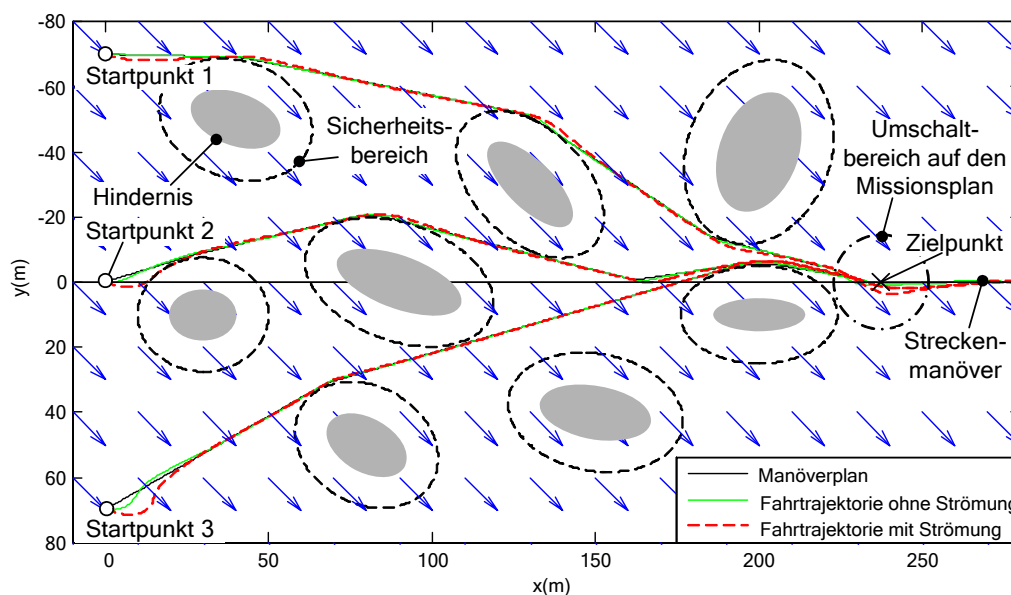 -80
-60
-40
-20
0
20
40
60
80
y(m)
0
50
100
150
200
250
x(m)
Startpunkt 1
Hindernis
Sicherheits-
bereich
Startpunkt 2
Startpunkt 3
Umschalt-
bereich auf den
Missionsplan
Zielpunkt
Strecken-
manöver
Manöverplan
Fahrtrajektorie ohne Strömung
Fahrtrajektorie mit Strömung